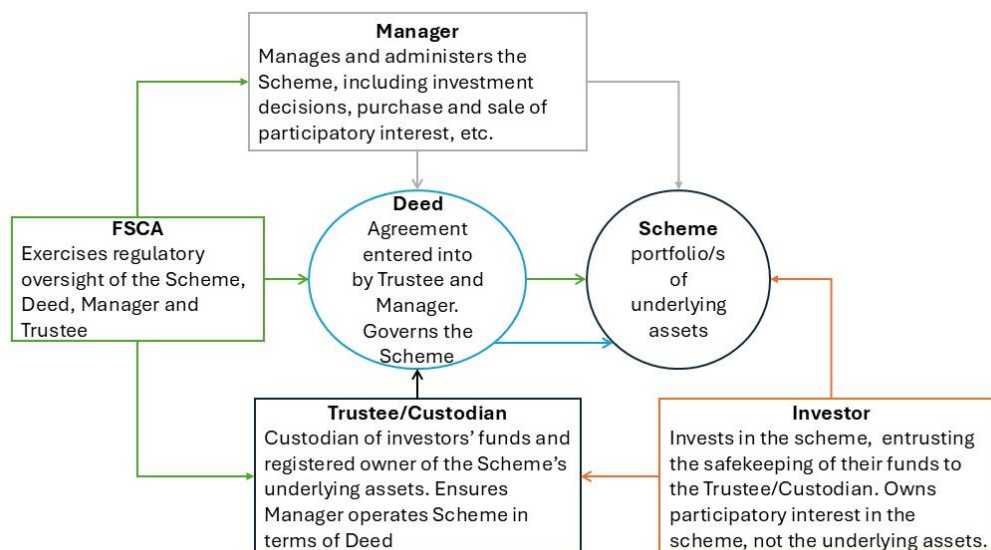 Manager
Manages and administers the
Scheme, including investment
decisions, purchase and sale of
participatory interest, etc.
FSCA
Exercises regulatory
oversight of the Scheme,
Deed, Manager and
Trustee
Deed
Agreement
entered into
by Trustee and
Manager.
Governs the
Scheme
Scheme
portfolio/s
of
underlying
assets
Trustee/Custodian
Custodian of investors’ funds and
registered owner of the Scheme’s
underlying assets. Ensures
Manager operates Scheme in
terms of Deed
Investor
Invests in the scheme, entrusting
the safekeeping of their funds to
the Trustee/Custodian. Owns
participatory interest in the
scheme, not the underlying assets.